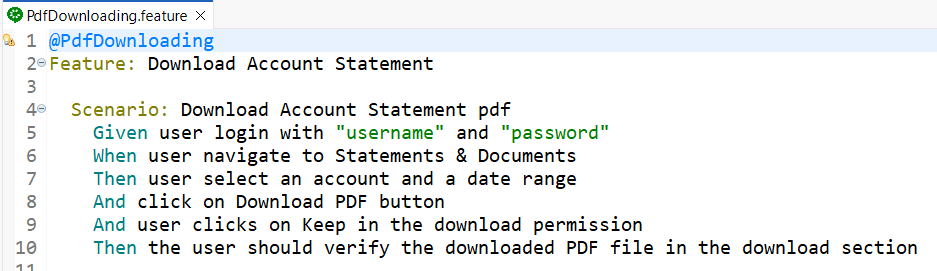 PdfDownloading.feature ×
1 @PdfDownloading
2 Feature: Download Account Statement
3
4 Scenario: Download Account Statement pdf
5 Given user login with "username" and "password"
6 When user navigate to Statements & Documents
7 Then user select an account and a date range
8 And click on Download PDF button
9 And user clicks on Keep in the download permission
10 Then the user should verify the downloaded PDF file in the download section
11